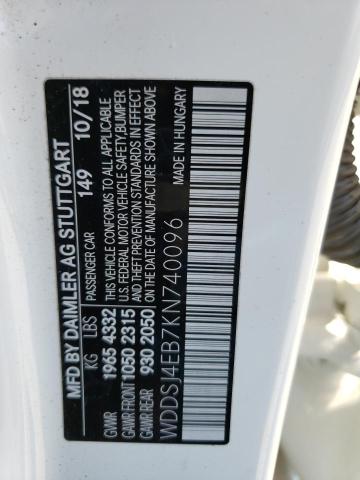 MFD BY DAIMLER AG STUTTGART 10/18
PASSENGER CAR 149
KG LBS
GVWR 1965 4332
GAWR FRONT 1050 2315
GAWR REAR 930 2050
THIS VEHICLE CONFORMS TO ALL APPLICABLE
U.S. FEDERAL MOTOR VEHICLE SAFETY, BUMPER
AND THEFT PREVENTION STANDARDS IN EFFECT
ON THE DATE OF MANUFACTURE SHOWN ABOVE
WDDSJ4EB7KN740096
MADE IN HUNGARY